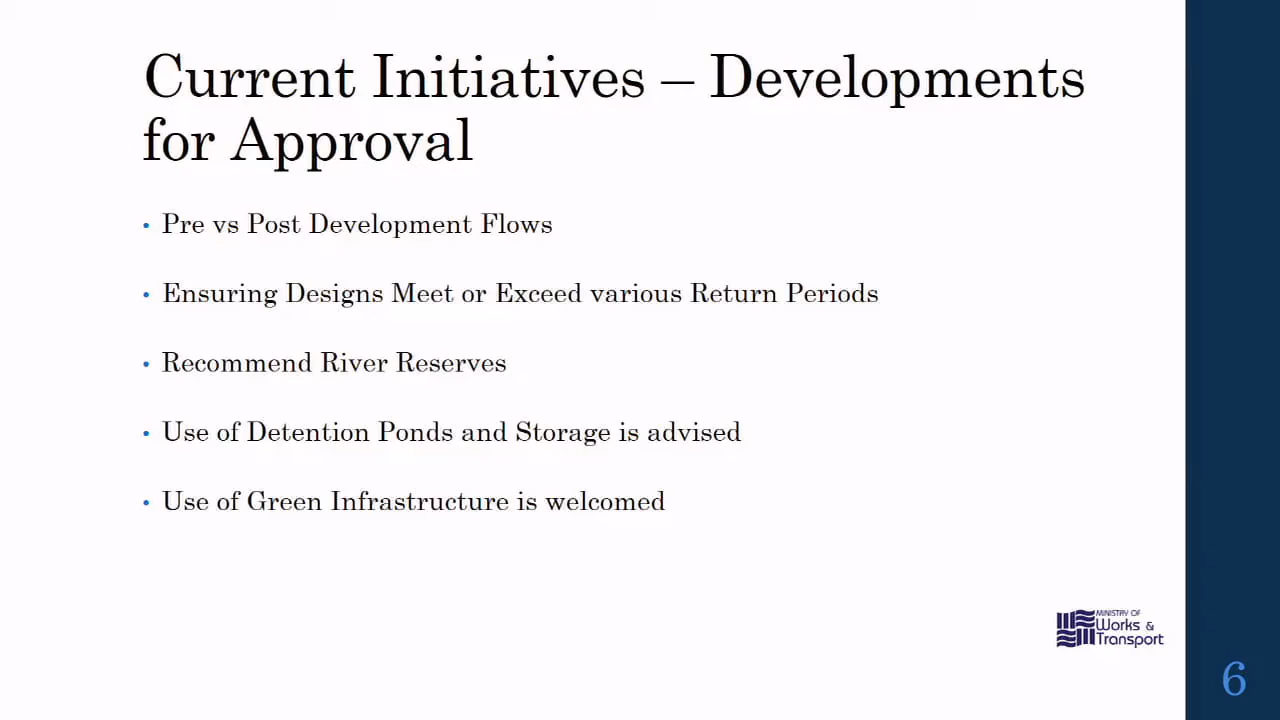 Current Initiatives – Developments
for Approval
• Pre vs Post Development Flows
• Ensuring Designs Meet or Exceed various Return Periods
• Recommend River Reserves
• Use of Detention Ponds and Storage is advised
• Use of Green Infrastructure is welcomed
MINISTRY OF
Works &
Transport
6